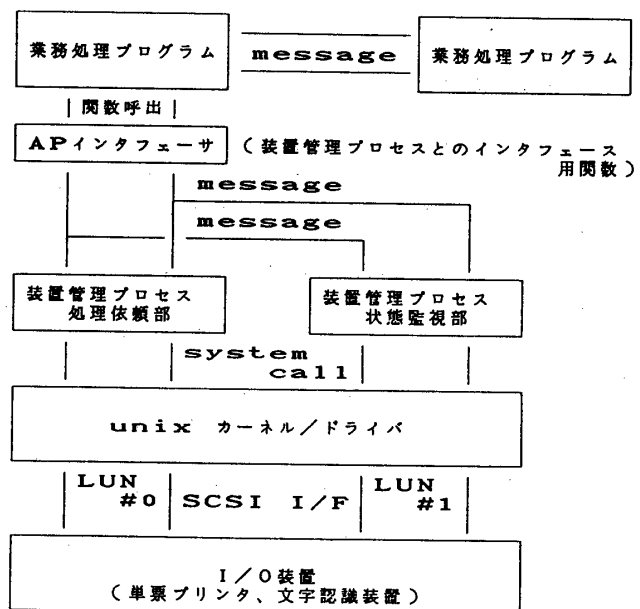 業務処理プログラム message 業務処理プログラム
関数呼出
APインタフェーサ (装置管理プロセスとのインタフェース
用関数)
message
message
装置管理プロセス
処理依頼部
装置管理プロセス
状態監視部
system
call
unix カーネル/ドライバ
LUN
#0
SCSI I/F
LUN
#1
I/O装置
(単票プリンタ、文字認識装置)